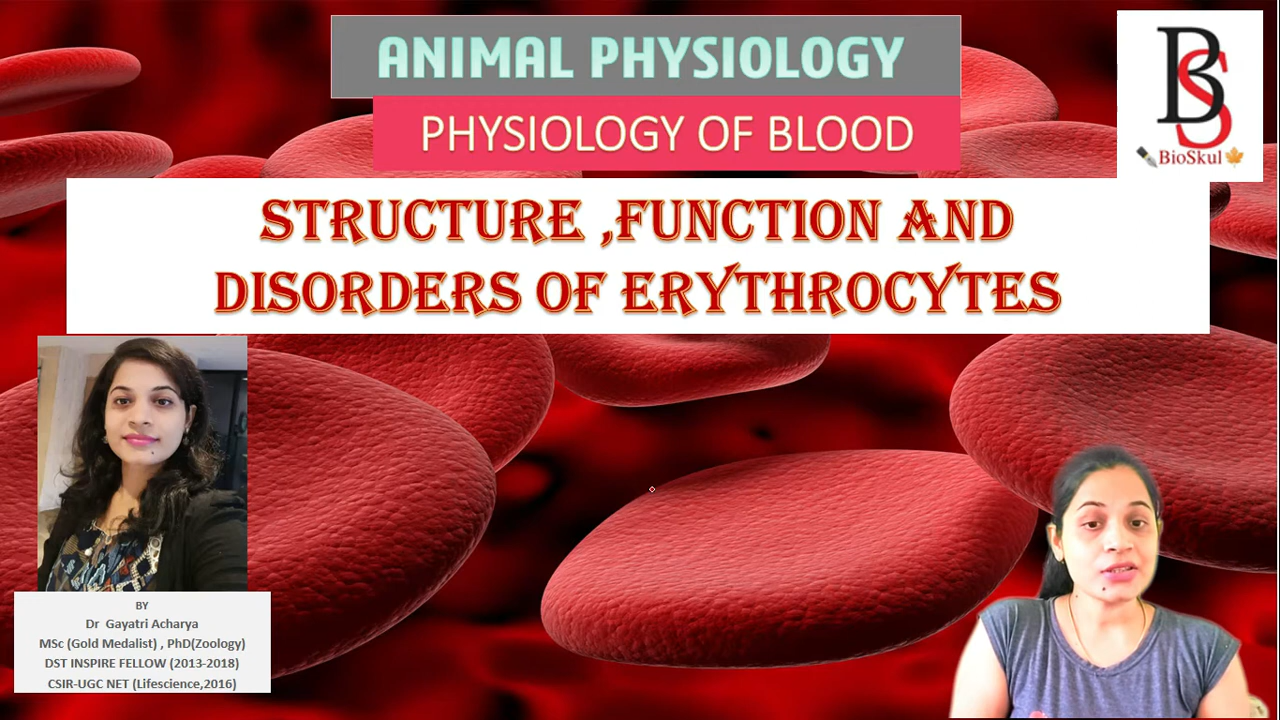 ANIMAL PHYSIOLOGY
PHYSIOLOGY OF BLOOD
BS
BioSkul
STRUCTURE ,FUNCTION AND
DISORDERS OF ERYTHROCYTES
BY
Dr Gayatri Acharya
MSc (Gold Medalist) , PhD(Zoology)
DST INSPIRE FELLOW (2013-2018)
CSIR-UGC NET (Lifescience,2016)